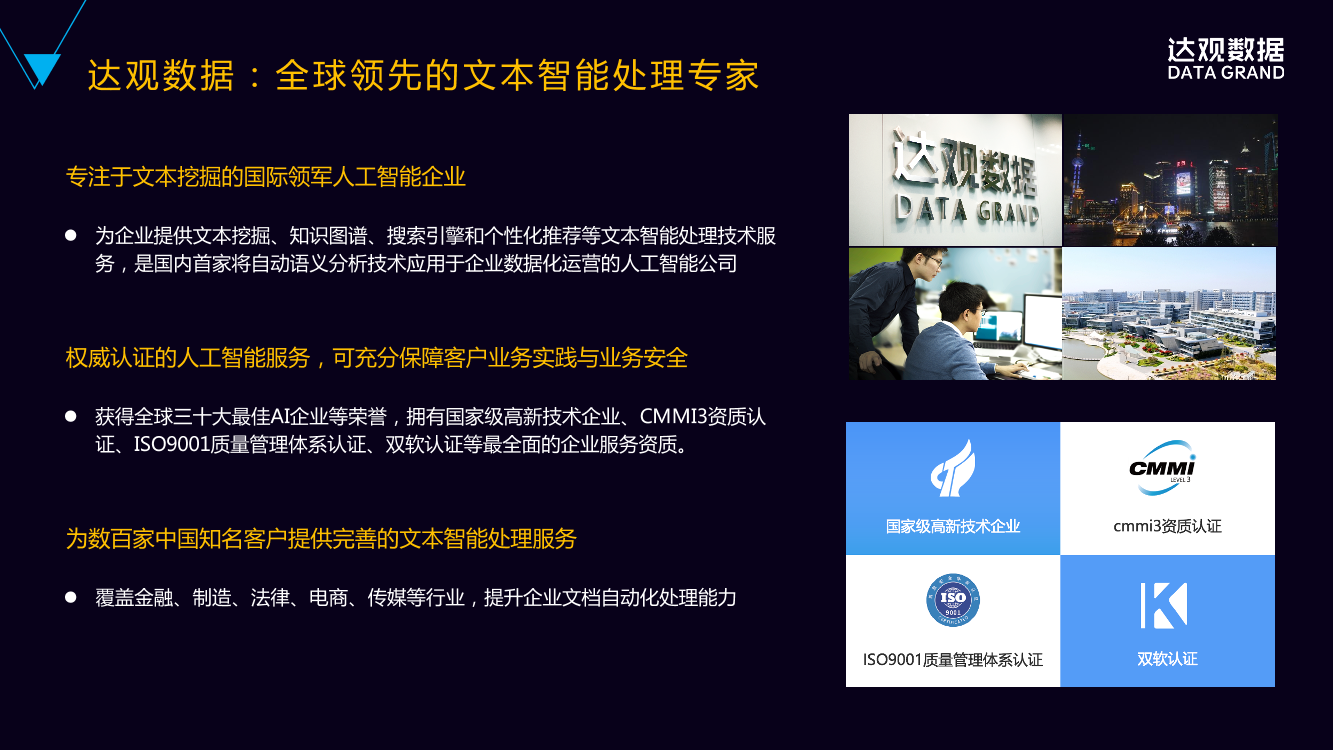 达观数据：全球领先的文本智能处理专家
达观数据
DATA GRAND
专注于文本挖掘的国际领军人工智能企业
为企业提供文本挖掘、知识图谱、搜索引擎和个性化推荐等文本智能处理技术服
务，是国内首家将自动语义分析技术应用于企业数据化运营的人工智能公司
权威认证的人工智能服务，可充分保障客户业务实践与业务安全
获得全球三十大最佳AI企业等荣誉，拥有国家级高新技术企业、CMMI3资质认
证、ISO9001质量管理体系认证、双软认证等最全面的企业服务资质。
为数百家中国知名客户提供完善的文本智能处理服务
覆盖金融、制造、法律、电商、传媒等行业，提升企业文档自动化处理能力
达观数据
DATA GRAND
国家级高新技术企业
CMMI
LEVEL 3
cmmi3资质认证
ISO
9001
CERTIFICATED
ISO9001质量管理体系认证
双软认证